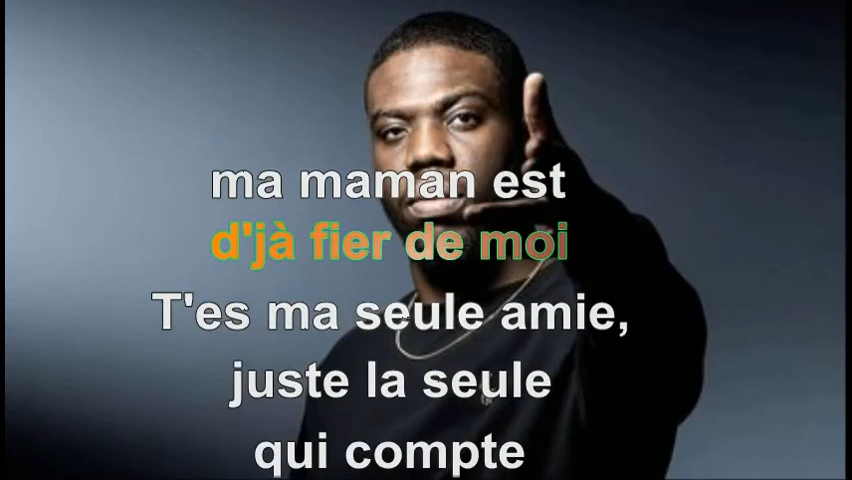 ma maman est
d'jà fier de moi
T'es ma seule amie,
juste la seule
qui compte